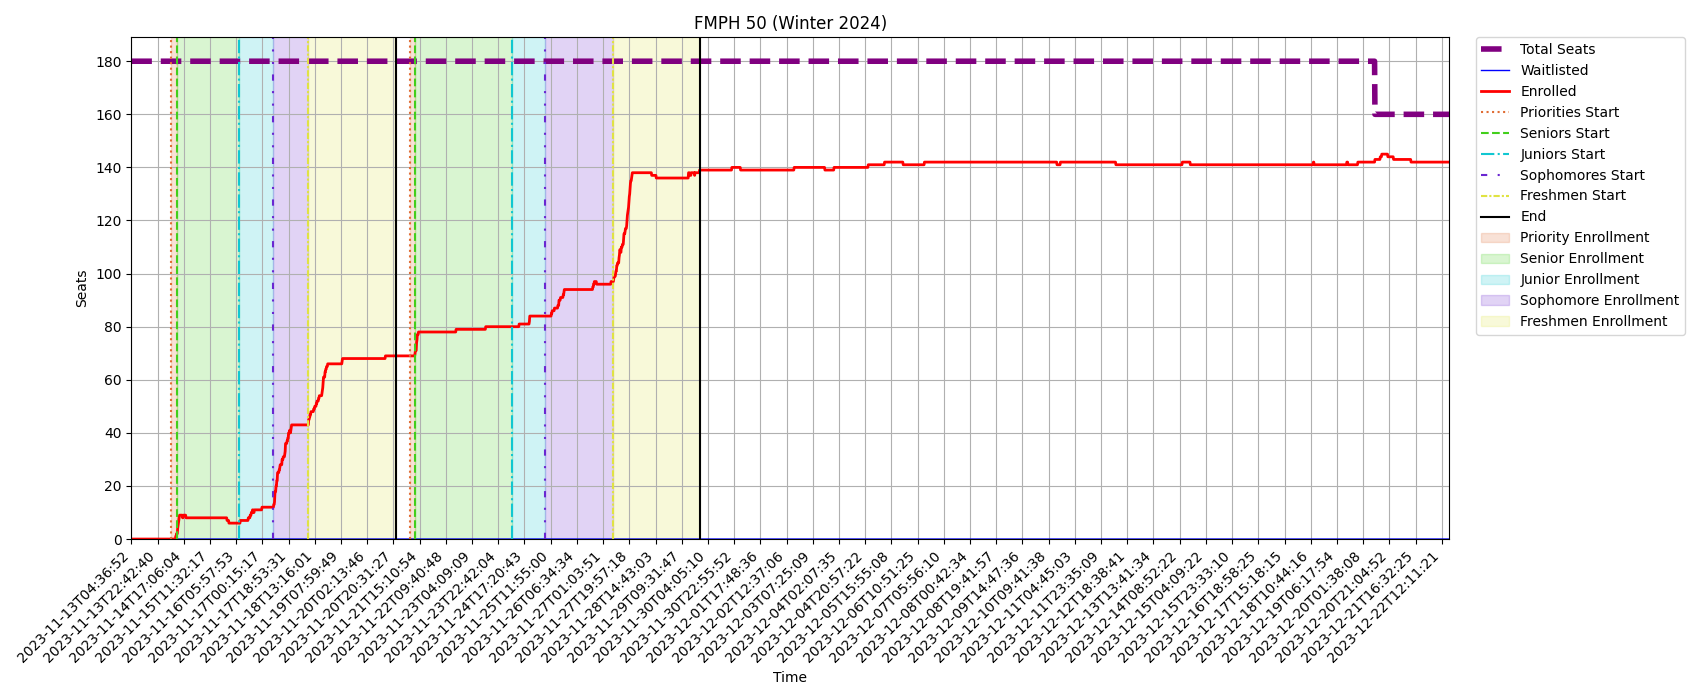 FMPH 50 (Winter 2024)
Seats
180
160
140
120
100
80
60
40
20
0
2023-11-13T04:36:52
2023-11-13T22:42:40
2023-11-14T17:06:04
2023-11-15T11:32:17
2023-11-16T05:57:53
2023-11-17T00:15:17
2023-11-17T18:53:31
2023-11-18T13:16:01
2023-11-19T07:59:49
2023-11-20T02:13:46
2023-11-20T20:31:27
2023-11-21T15:10:54
2023-11-22T09:40:48
2023-11-23T04:09:09
2023-11-23T22:42:04
2023-11-24T17:20:43
2023-11-25T11:55:00
2023-11-26T06:34:34
2023-11-27T01:03:51
2023-11-27T19:57:18
2023-11-28T14:43:03
2023-11-29T09:31:47
2023-11-30T04:05:10
2023-11-30T22:55:52
2023-12-01T17:48:36
2023-12-02T12:37:06
2023-12-03T07:25:09
2023-12-04T02:07:35
2023-12-04T20:57:22
2023-12-05T15:55:08
2023-12-06T10:51:25
2023-12-07T05:56:10
2023-12-08T00:42:34
2023-12-08T19:41:57
2023-12-09T14:47:36
2023-12-10T09:41:38
2023-12-11T04:45:03
2023-12-11T23:35:09
2023-12-12T18:38:41
2023-12-13T13:41:34
2023-12-14T08:52:22
2023-12-15T04:09:22
2023-12-15T23:33:10
2023-12-16T18:58:25
2023-12-17T15:18:15
2023-12-18T10:44:16
2023-12-19T06:17:54
2023-12-20T01:38:08
2023-12-20T21:04:52
2023-12-21T16:32:25
2023-12-22T12:11:21
Time
Total Seats
Waitlisted
Enrolled
Priorities Start
Seniors Start
Juniors Start
Sophomores Start
Freshmen Start
End
Priority Enrollment
Senior Enrollment
Junior Enrollment
Sophomore Enrollment
Freshmen Enrollment